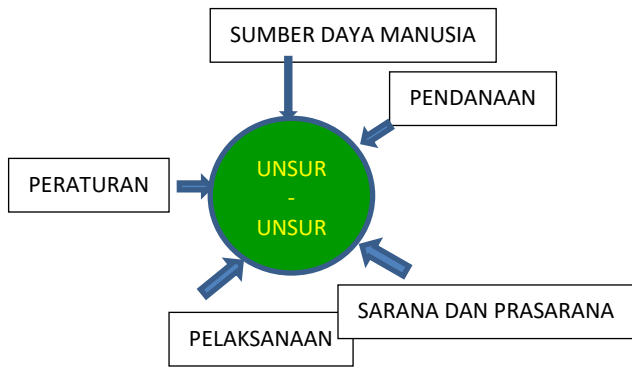 SUMBER DAYA MANUSIA
PENDANAAN
PERATURAN
UNSUR
-
UNSUR
SARANA DAN PRASARANA
PELAKSANAAN